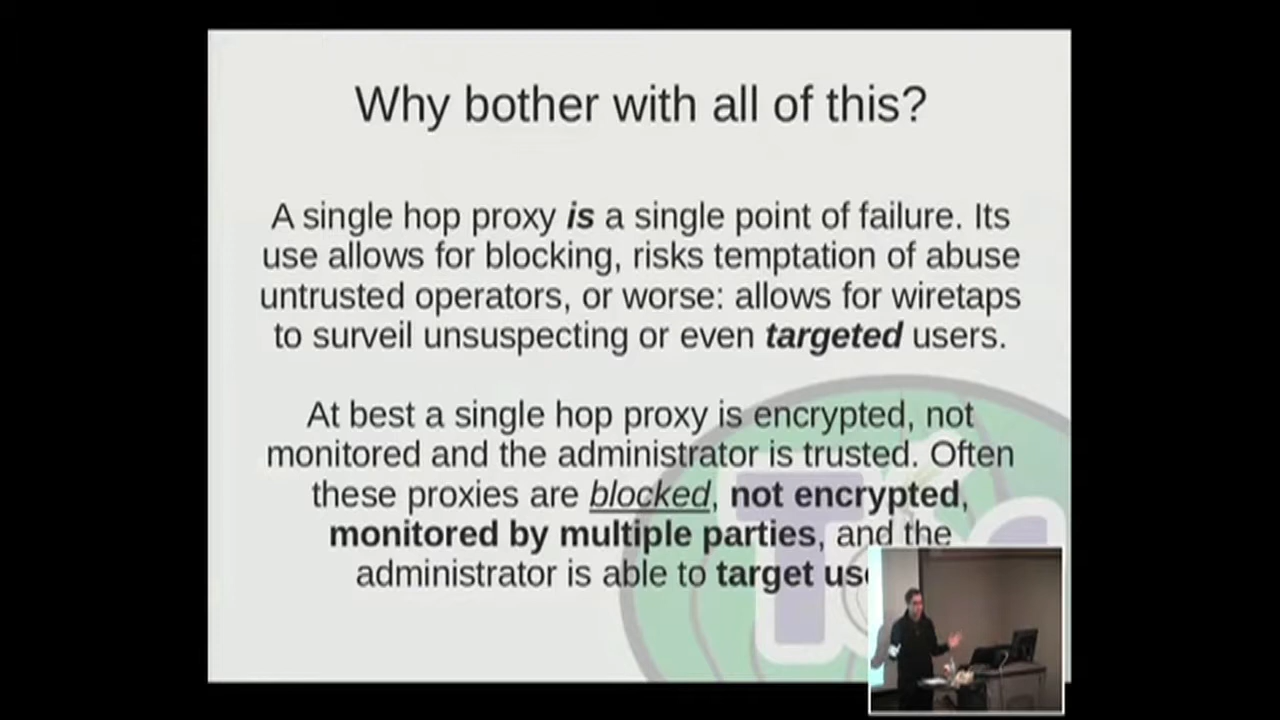 Why bother with all of this?
A single hop proxy is a single point of failure. Its
use allows for blocking, risks temptation of abuse
untrusted operators, or worse: allows for wiretaps
to surveil unsuspecting or even targeted users.
At best a single hop proxy is encrypted, not
monitored and the administrator is trusted. Often
these proxies are blocked, not encrypted,
monitored by multiple parties, and the
administrator is able to target